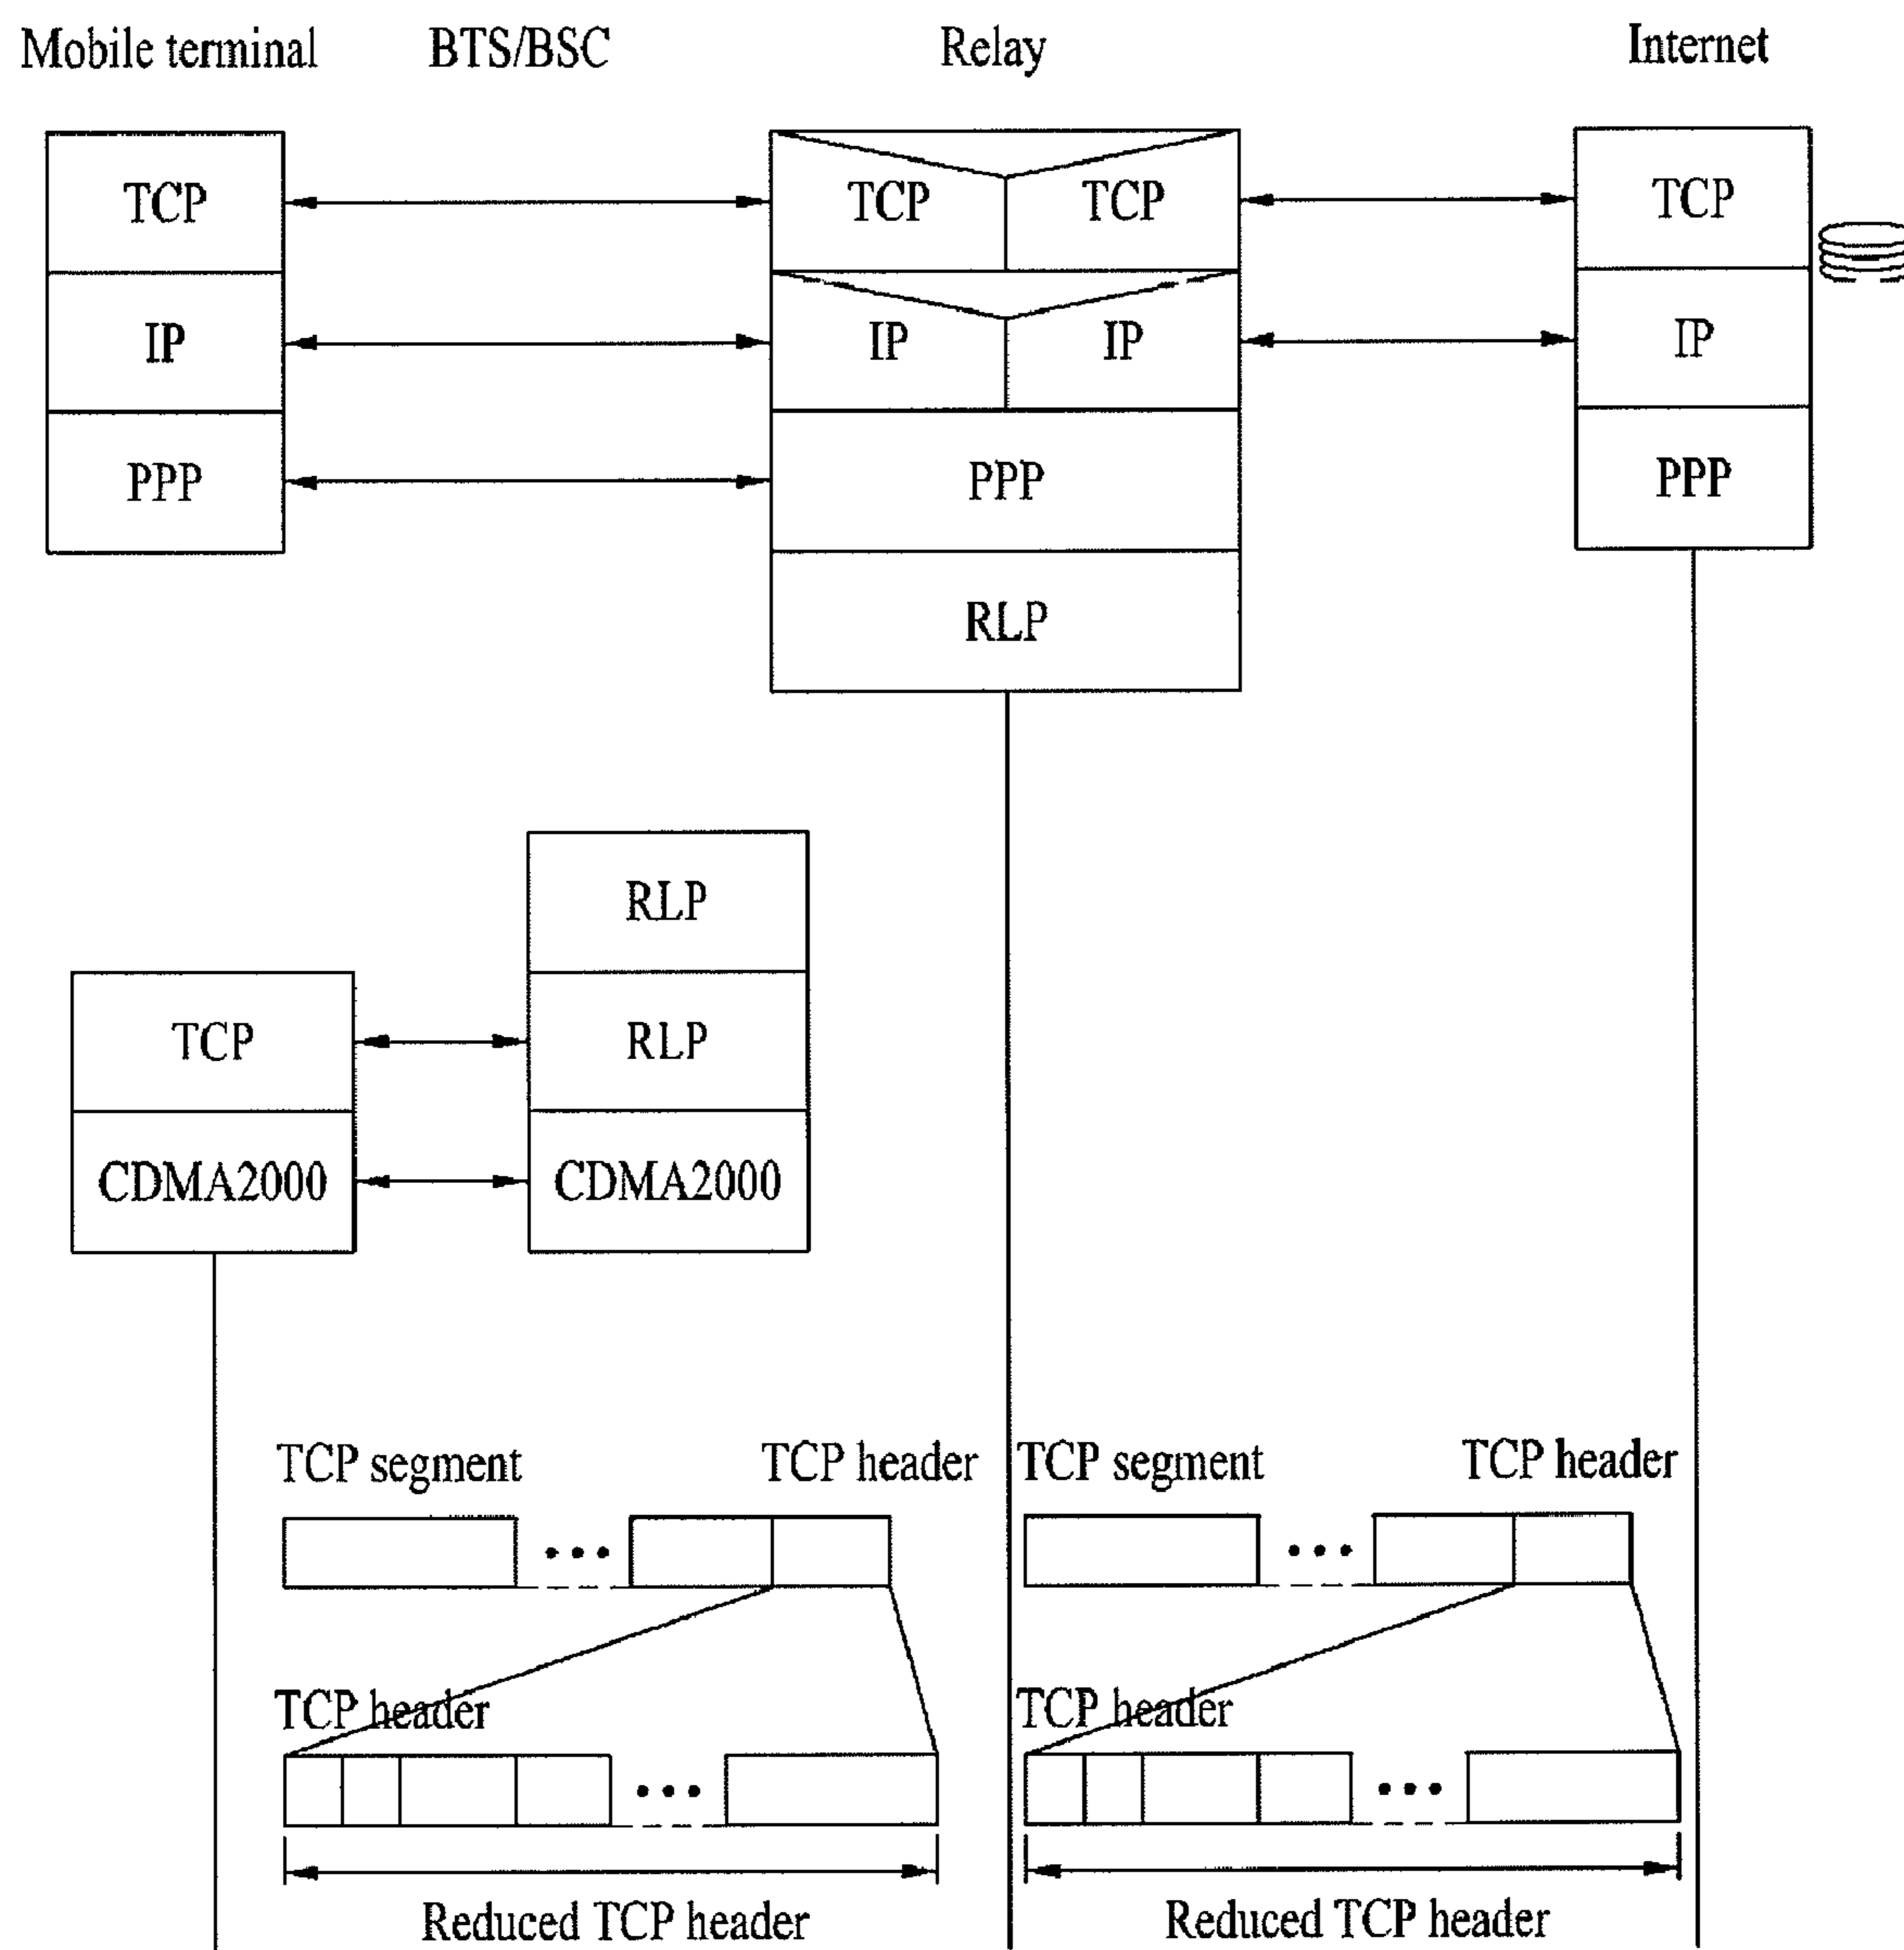 Mobile terminal BTS/BSC Relay Internet
TCP TCP TCP TCP
IP IP IP IP
PPP PPP PPP
RLP
RLP
TCP RLP
CDMA2000 CDMA2000
TCP segment TCP header TCP segment TCP header
TCP header TCP header
Reduced TCP header Reduced TCP header